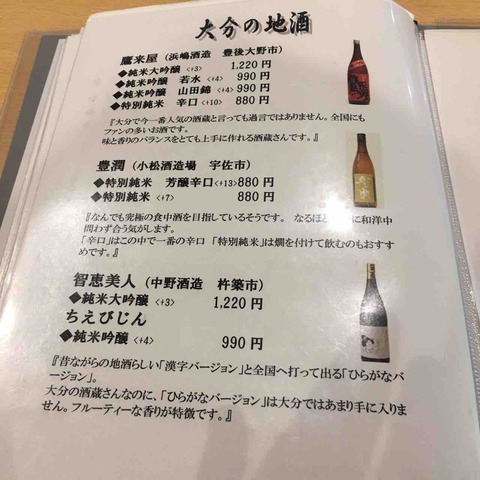 大分の地酒
鷹来屋（浜嶋酒造　豊後大野市）
◆純米大吟醸 <+3> 1,220 円
◆純米吟醸　若水 <+4> 990 円
◆純米吟醸　山田錦 <+4> 990 円
◆特別純米　辛口 <+10> 880 円
『大分で今一番人気の酒蔵と言っても過言ではありません。全国にも
ファンの多いお酒です。
味と香りのバランスをとても上手に作れる酒蔵さんです。』
豊潤（小松酒造場　宇佐市）
◆特別純米　芳醇辛口 <+13> 880 円
◆特別純米 <+7> 880 円
『なんでも究極の食中酒を目指しているそうです。 なるほど に和洋中
問わず合う気がします。
「辛口」はこの中で一番の辛口　「特別純米」は燗を付けて飲むのもおすす
めです。』
智恵美人（中野酒造　杵築市）
◆純米大吟醸 <+3> 1,220 円
ちえびじん
◆純米吟醸 <+4> 990 円
『昔ながらの地酒らしい「漢字バージョン」と全国へ打って出る「ひらがなバ
ージョン」。
大分の酒蔵さんなのに、「ひらがなバージョン」は大分ではあまり手に入りま
せん。フルーティーな香りが特徴です。』